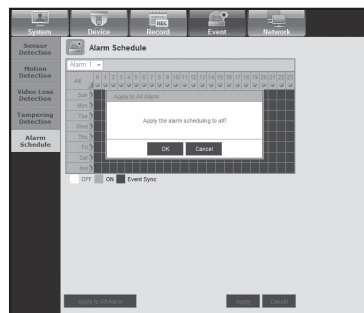 System Device Record Event Network
REC
Sensor
Detection
Motion
Detection
Video Loss
Detection
Tampering
Detection
Alarm
Schedule
Alarm Schedule
Alarm 1
All 0 1 2 3 4 5 6 7 8 9 10 11 12 13 14 15 16 17 18 19 20 21 22 23
Sun
Mon
Tue
Wed
Thu
Fri
Sat
Hol
Apply to All Alarm
Apply the alarm scheduling to all?
OK Cancel
OFF ON Event Sync
Apply to All Alarm Apply Cancel